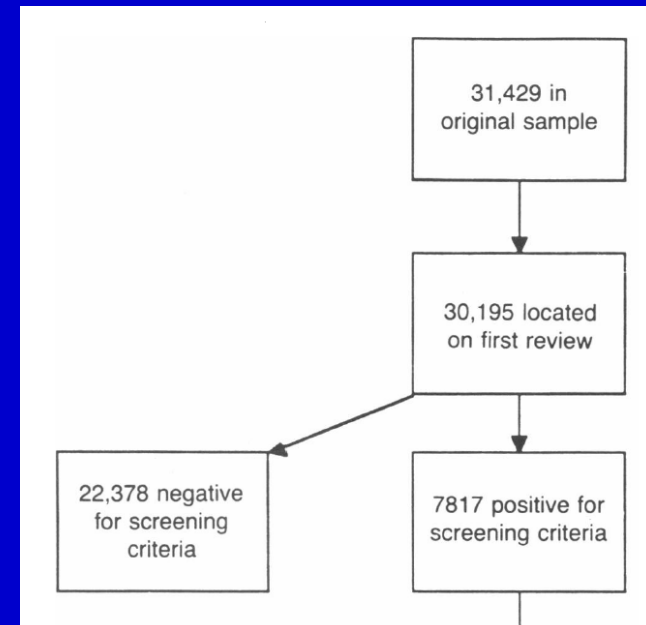 31,429 in
original sample
30,195 located
on first review
22,378 negative
for screening
criteria
7817 positive for
screening criteria